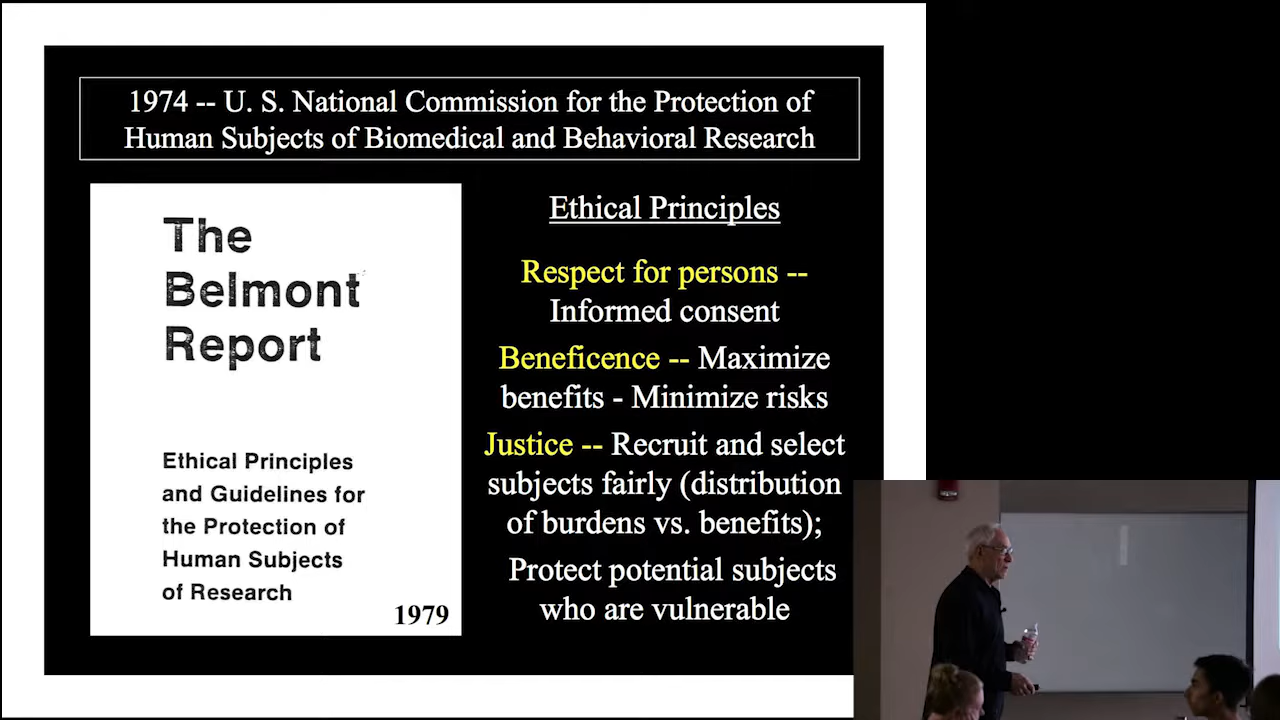 1974 -- U. S. National Commission for the Protection of
Human Subjects of Biomedical and Behavioral Research
The
Belmont
Report
Ethical Principles
and Guidelines for
the Protection of
Human Subjects
of Research
1979
Ethical Principles
Respect for persons --
Informed consent
Beneficence -- Maximize
benefits - Minimize risks
Justice -- Recruit and select
subjects fairly (distribution
of burdens vs. benefits);
Protect potential subjects
who are vulnerable